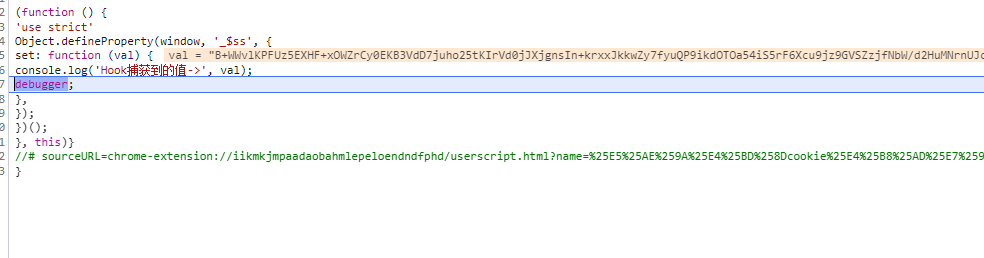 2 (function () {
3 'use strict'
4 Object.defineProperty(window, '_$ss', {
5 set: function (val) { val = "B+WWvlKPFUz5EXHF+xOWZrCy0EKB3VdD7juho25tKIrVd0jJXjgnsIn+krxxJkkwZy7fyuQP9ikdOTOa54iS5rF6Xcu9jz9GVSZzjfNbW/d2HuMNrnUJc
6 console.log('Hook捕获到的值->', val);
7 debugger;
8 },
9 });
0 })();
1 }, this)}
2 //# sourceURL=chrome-extension://iikmkjmpaadaobahmlepeloendndfphd/userscript.html?name=%25E5%25AE%259A%25E4%25BD%258Dcookie%25E4%25B8%25AD%25E7%259
3 }